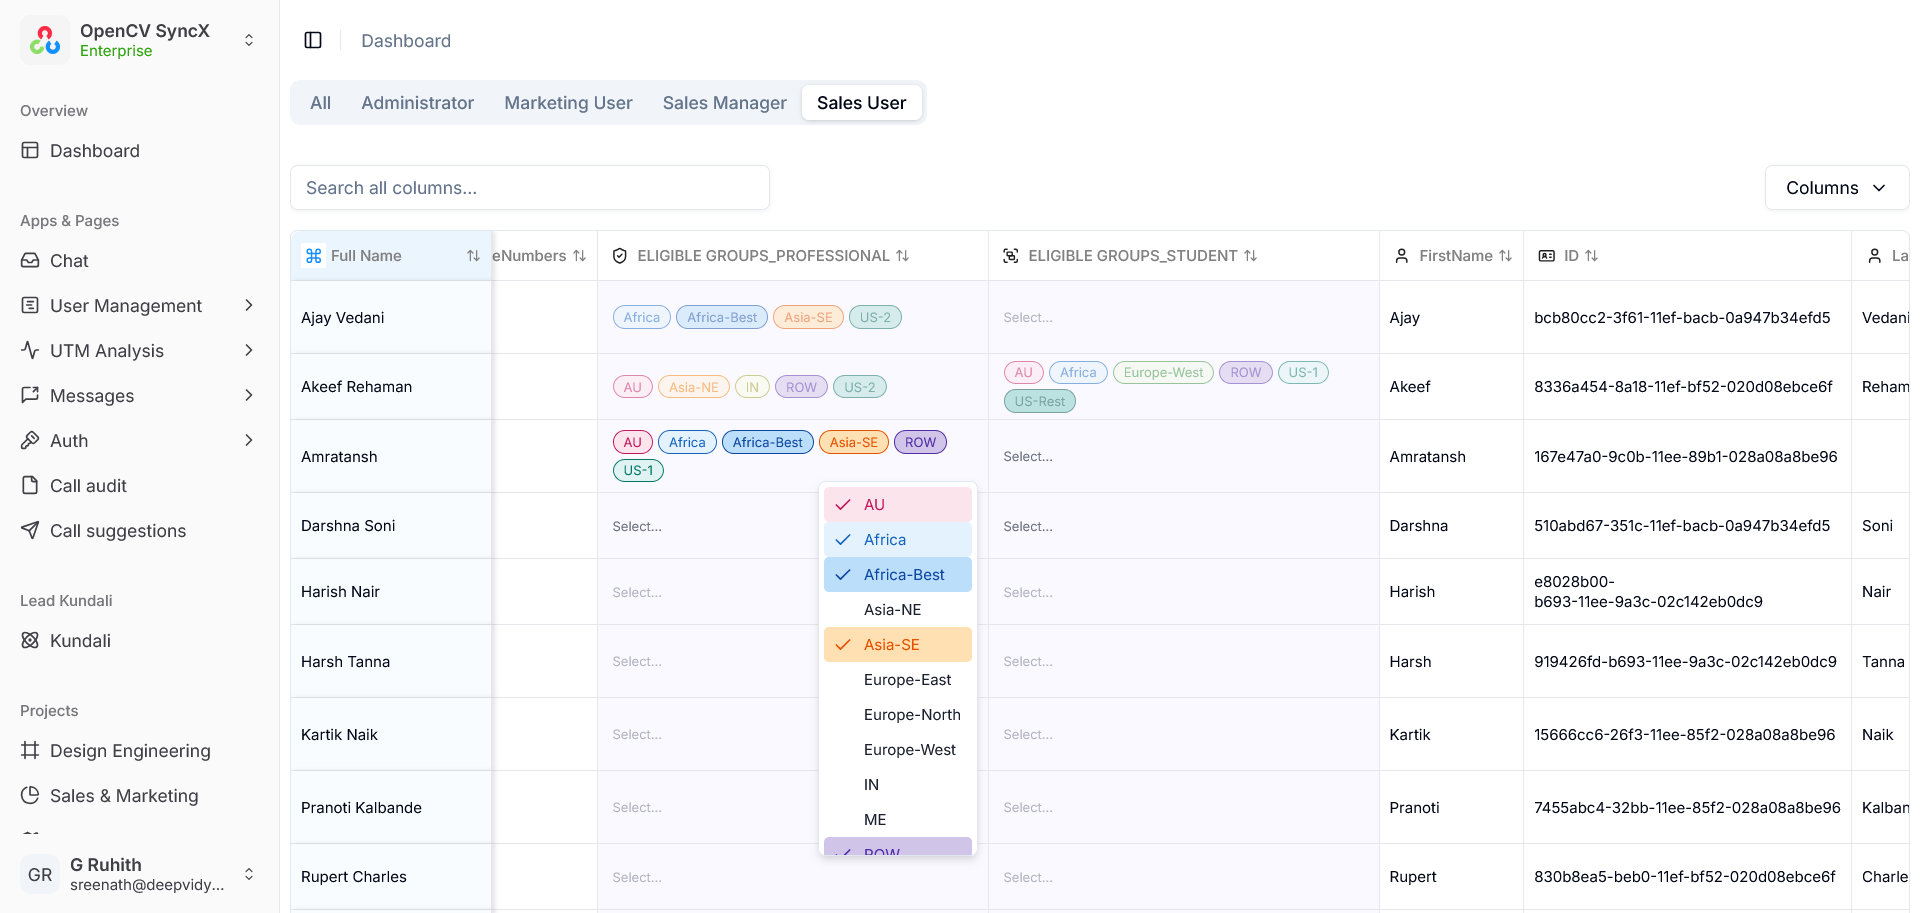 OpenCV SyncX
Enterprise
Overview
Dashboard
Apps & Pages
Chat
User Management
UTM Analysis
Messages
Auth
Call audit
Call suggestions
Lead Kundali
Kundali
Projects
Design Engineering
Sales & Marketing
GR
G Ruhith
sreenath@deepvidy...
Dashboard
All Administrator Marketing User Sales Manager Sales User
Search all columns...
Columns
Full Name eNumbers ELIGIBLE GROUPS_PROFESSIONAL ELIGIBLE GROUPS_STUDENT FirstName ID La
Ajay Vedani Africa Africa-Best Asia-SE US-2 Select... Ajay bcb80cc2-3f61-11ef-bacb-0a947b34efd5 Vedani
Akeef Rehaman AU Asia-NE IN ROW US-2 AU Africa Europe-West ROW US-1 Akeef 8336a454-8a18-11ef-bf52-020d08ebce6f Reham
US-Rest
Amratansh AU Africa Africa-Best Asia-SE ROW Select... Amratansh 167e47a0-9c0b-11ee-89b1-028a08a8be96
US-1
Darshna Soni Select... Select... Darshna 510abd67-351c-11ef-bacb-0a947b34efd5 Soni
Harish Nair Select... Select... Harish e8028b00-
b693-11ee-9a3c-02c142eb0dc9 Nair
Harsh Tanna Select... Select... Harsh 919426fd-b693-11ee-9a3c-02c142eb0dc9 Tanna
Kartik Naik Select... Select... Kartik 15666cc6-26f3-11ee-85f2-028a08a8be96 Naik
Pranoti Kalbande Select... Select... Pranoti 7455abc4-32bb-11ee-85f2-028a08a8be96 Kalban
Rupert Charles Select... Select... Rupert 830b8ea5-beb0-11ef-bf52-020d08ebce6f Charle
AU
Africa
Africa-Best
Asia-NE
Asia-SE
Europe-East
Europe-North
Europe-West
IN
ME
ROW